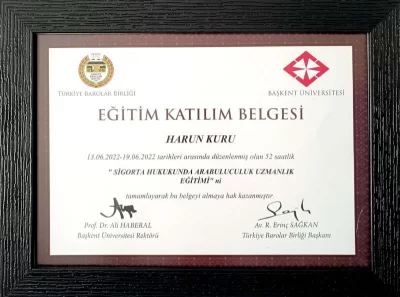 TÜRKİYE BAROLAR BİRLİĞİ
BAŞKENT ÜNİVERSİTESİ
EĞİTİM KATILIM BELGESİ
HARUN KURU
13.06.2022-19.06.2022 tarihleri arasında düzenlenmiş olan 52 saatlik
" SİGORTA HUKUKUNDA ARABULUCULUK UZMANLIK
EĞİTİMİ" ni
tamamlayarak bu belgeyi almaya hak kazanmıştır.
Prof. Dr. Ali HABERAL
Başkent Üniversitesi Rektörü
Av. R. Erinç SAĞKAN
Türkiye Barolar Birliği Başkanı